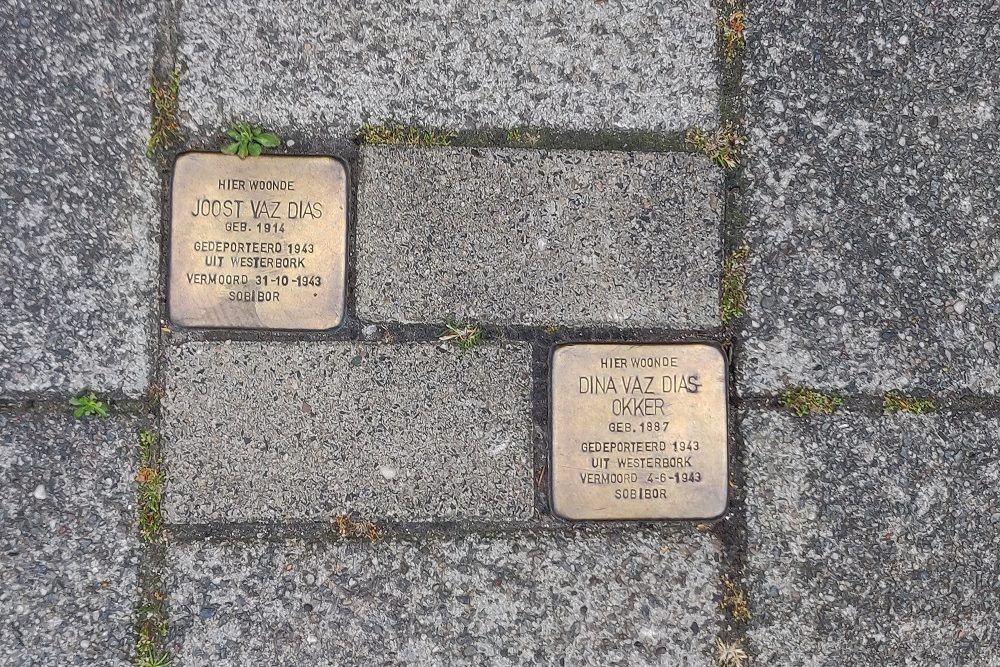 HIER WOONDE
JOOST VAZ DIAS
GEB. 1914
GEDEPORTEERD 1943
UIT WESTERBORK
VERMOORD 31-10-1943
SOBIBOR
HIER WOONDE
DINA VAZ DIAS-
OKKER
GEB. 1887
GEDEPORTEERD 1943
UIT WESTERBORK
VERMOORD 4-6-1943
SOBIBOR